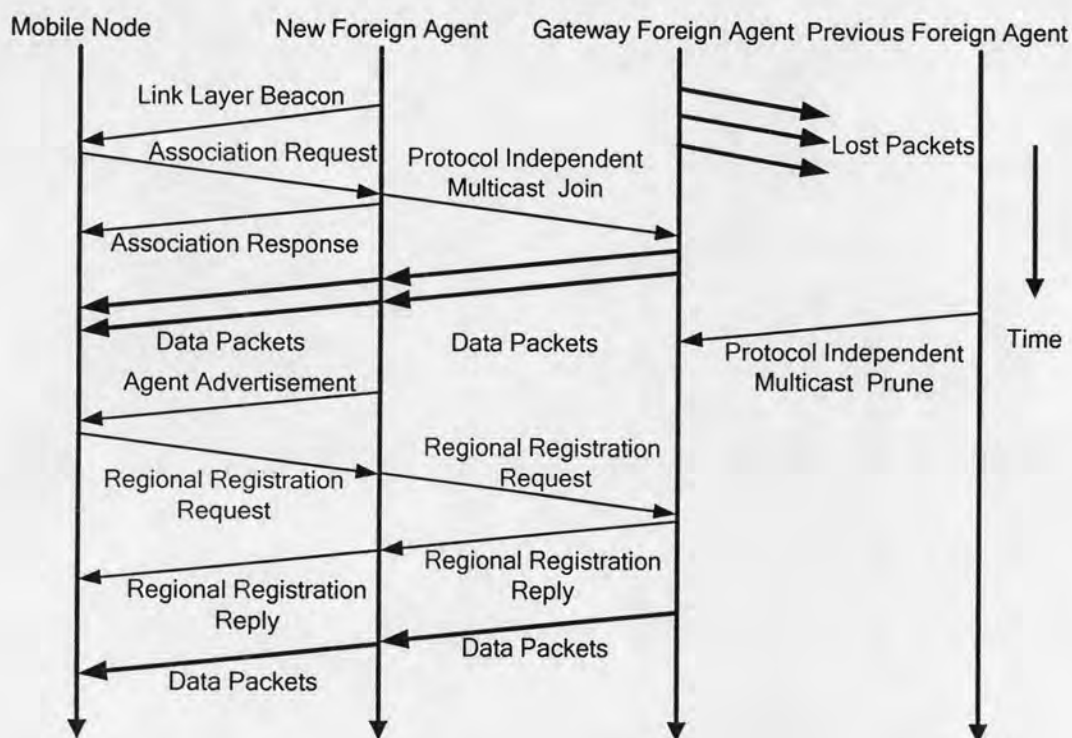 Mobile Node
New Foreign Agent
Gateway Foreign Agent
Previous Foreign Agent
Link Layer Beacon
Association Request
Protocol Independent
Multicast Join
Lost Packets
Association Response
Data Packets
Data Packets
Protocol Independent
Multicast Prune
Time
Agent Advertisement
Regional Registration
Request
Regional Registration
Request
Regional Registration
Reply
Regional Registration
Reply
Data Packets
Data Packets